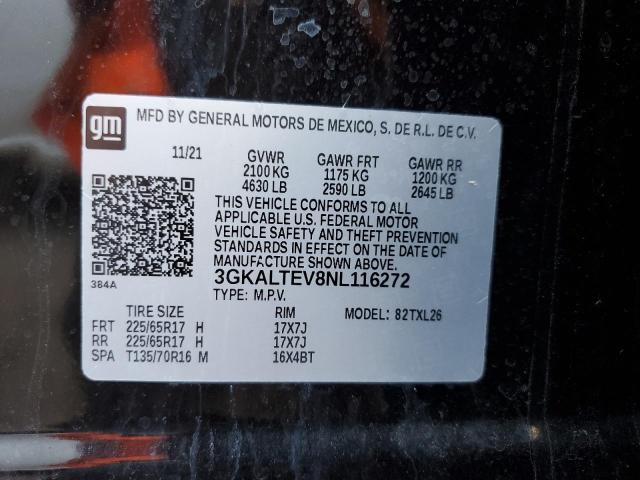 gm MFD BY GENERAL MOTORS DE MEXICO, S. DE R.L. DE C.V.
11/21 GVWR GAWR FRT GAWR RR
2100 KG 1175 KG 1200 KG
4630 LB 2590 LB 2645 LB
THIS VEHICLE CONFORMS TO ALL
APPLICABLE U.S. FEDERAL MOTOR
VEHICLE SAFETY AND THEFT PREVENTION
STANDARDS IN EFFECT ON THE DATE OF
MANUFACTURE SHOWN ABOVE.
384A 3GKALTEV8NL116272
TYPE: M.P.V.
TIRE SIZE RIM MODEL: 82TXL26
FRT 225/65R17 H 17X7J
RR 225/65R17 H 17X7J
SPA T135/70R16 M 16X4BT